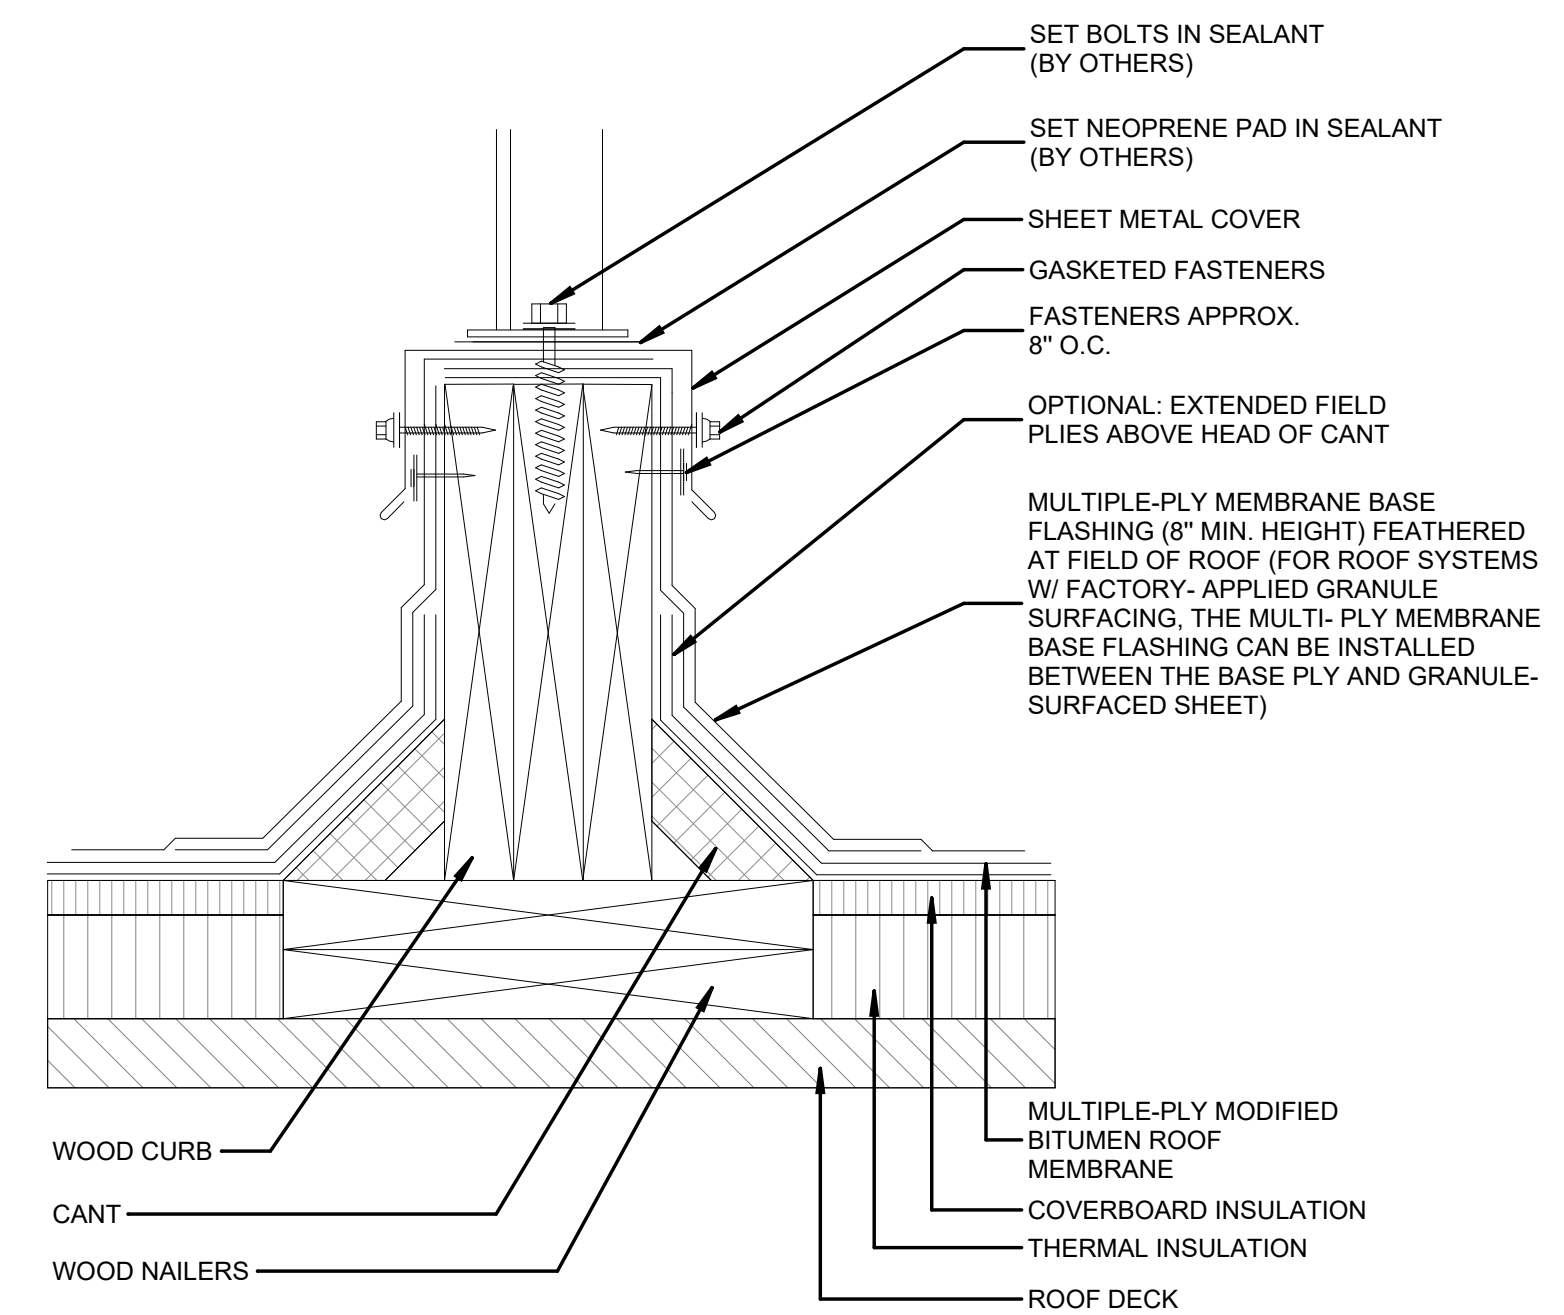 SET BOLTS IN SEALANT
(BY OTHERS)
SET NEOPRENE PAD IN SEALANT
(BY OTHERS)
SHEET METAL COVER
GASKETED FASTENERS
FASTENERS APPROX.
8" O.C.
OPTIONAL: EXTENDED FIELD
PLIES ABOVE HEAD OF CANT
MULTIPLE-PLY MEMBRANE BASE
FLASHING (8" MIN. HEIGHT) FEATHERED
AT FIELD OF ROOF (FOR ROOF SYSTEMS
W/ FACTORY- APPLIED GRANULE
SURFACING, THE MULTI- PLY MEMBRANE
BASE FLASHING CAN BE INSTALLED
BETWEEN THE BASE PLY AND GRANULE-
SURFACED SHEET)
WOOD CURB
CANT
WOOD NAILERS
MULTIPLE-PLY MODIFIED
BITUMEN ROOF
MEMBRANE
COVERBOARD INSULATION
THERMAL INSULATION
ROOF DECK